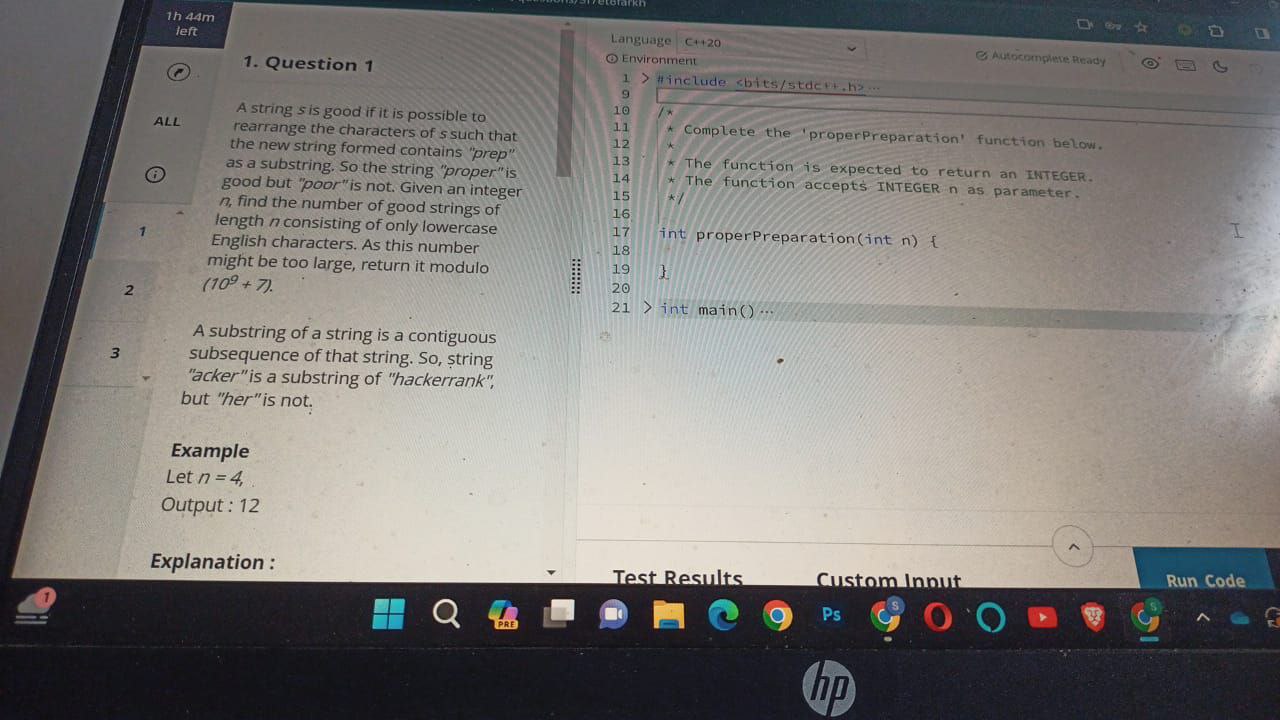 1h 44m
left
ALL
1
2
3
1. Question 1
A string s is good if it is possible to
rearrange the characters of s such that
the new string formed contains "prep"
as a substring. So the string "proper" is
good but "poor" is not. Given an integer
n, find the number of good strings of
length n consisting of only lowercase
English characters. As this number
might be too large, return it modulo
(10⁹ + 7).
A substring of a string is a contiguous
subsequence of that string. So, string
"acker" is a substring of "hackerrank",
but "her" is not.
Example
Let n = 4,
Output : 12
Explanation :
Language C++20
Environment
Autocomplete Ready
1 > #include <bits/stdc++.h>...
9
10 /*
11 * Complete the 'properPreparation' function below.
12 *
13 * The function is expected to return an INTEGER.
14 * The function accepts INTEGER n as parameter.
15 */
16
17 int properPreparation(int n) {
18
19 }
20
21 > int main()...
Test Results
Custom Input
Run Code
1
PRE
Ps
S
S
hp